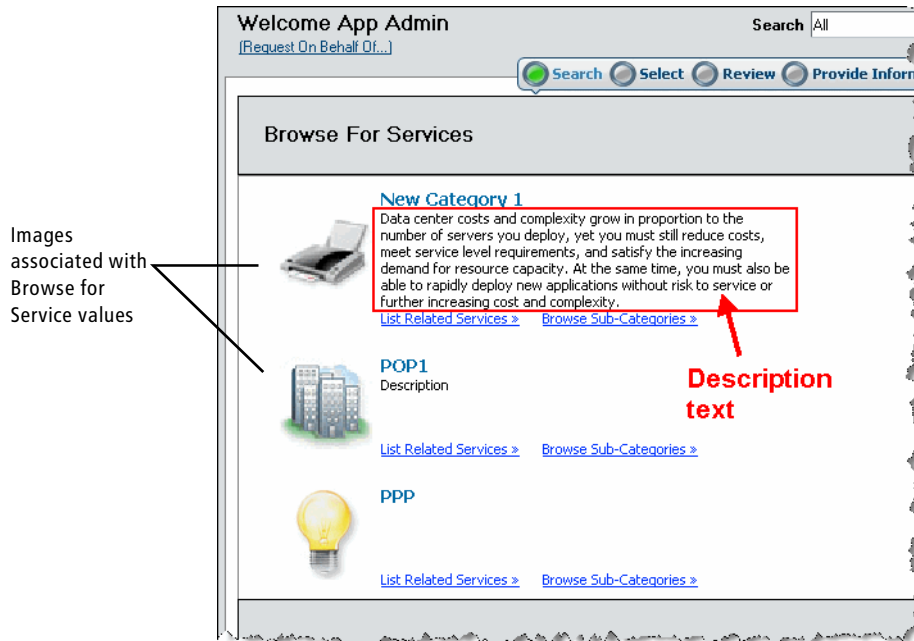 Welcome App Admin
Search All
(Request On Behalf Of...)
Search Select Review Provide Inforr
Browse For Services
New Category 1
Data center costs and complexity grow in proportion to the
number of servers you deploy, yet you must still reduce costs,
meet service level requirements, and satisfy the increasing
demand for resource capacity. At the same time, you must also be
able to rapidly deploy new applications without risk to service or
further increasing cost and complexity.
List Related Services » Browse Sub-Categories »
Images
associated with
Browse for
Service values
POP1
Description
Description
text
List Related Services » Browse Sub-Categories »
PPP
List Related Services » Browse Sub-Categories »